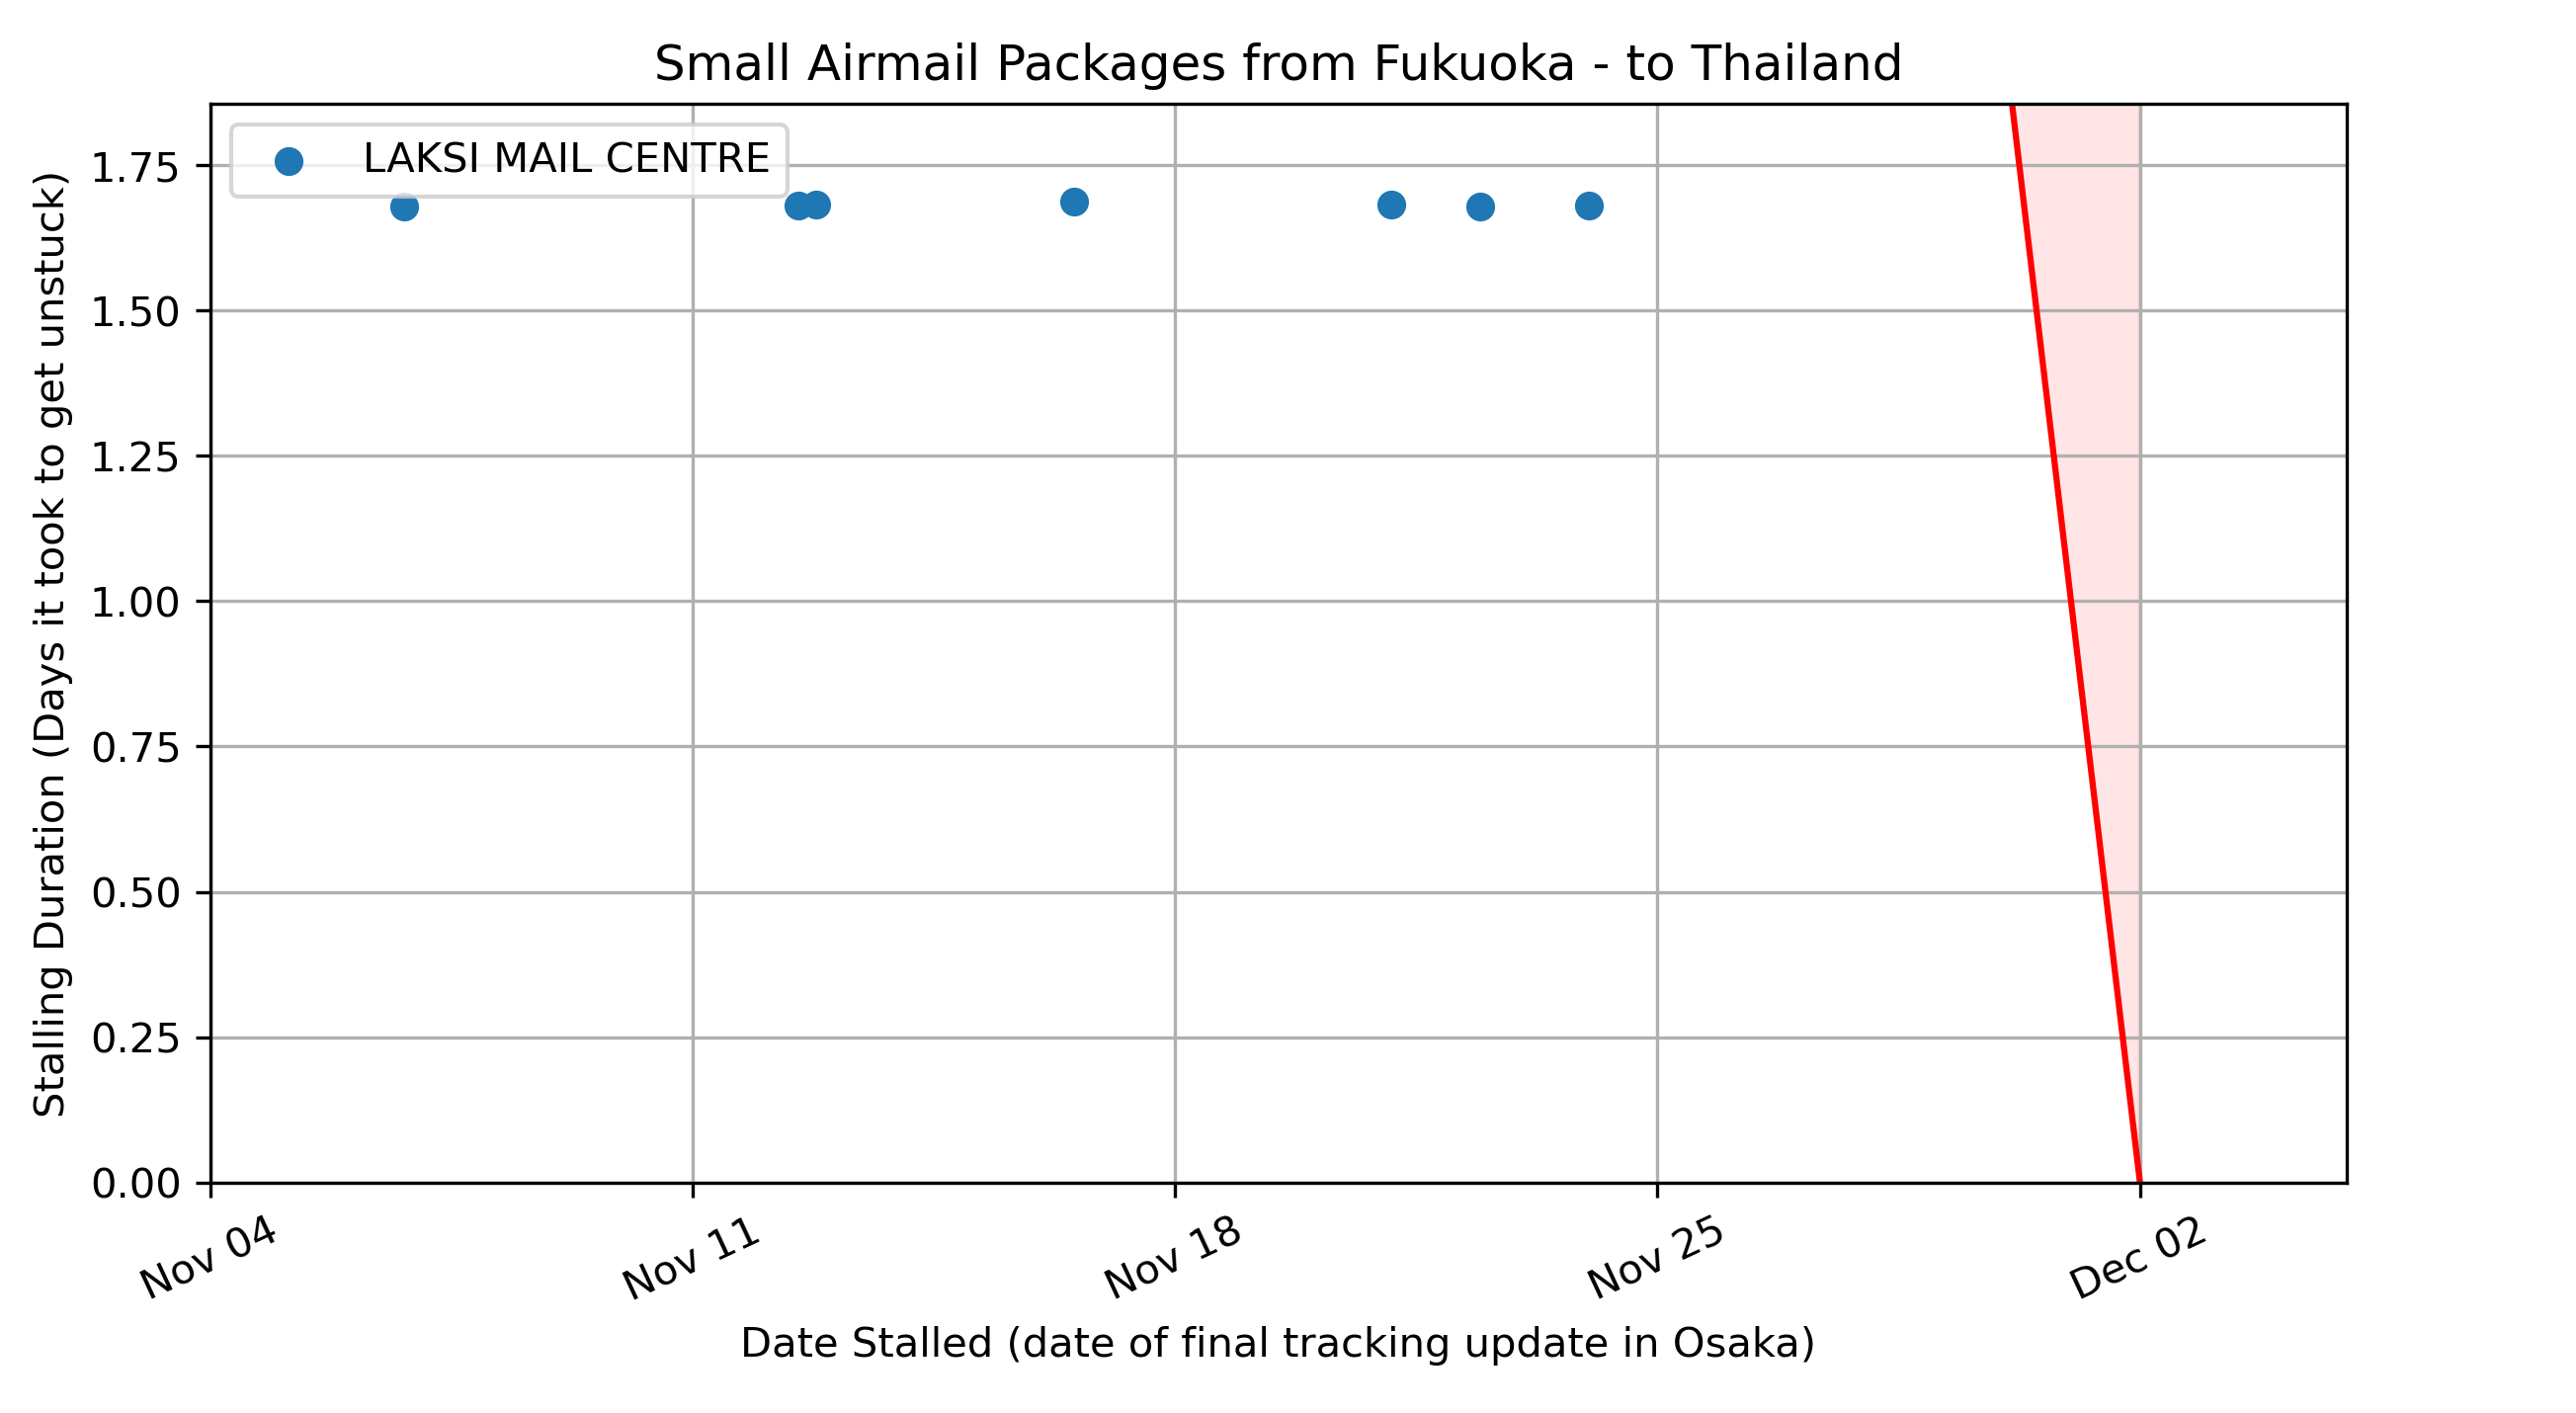 Small Airmail Packages from Fukuoka - to Thailand
LAKSI MAIL CENTRE
Stalling Duration (Days it took to get unstuck)
1.75
1.50
1.25
1.00
0.75
0.50
0.25
0.00
Nov 04
Nov 11
Nov 18
Nov 25
Dec 02
Date Stalled (date of final tracking update in Osaka)